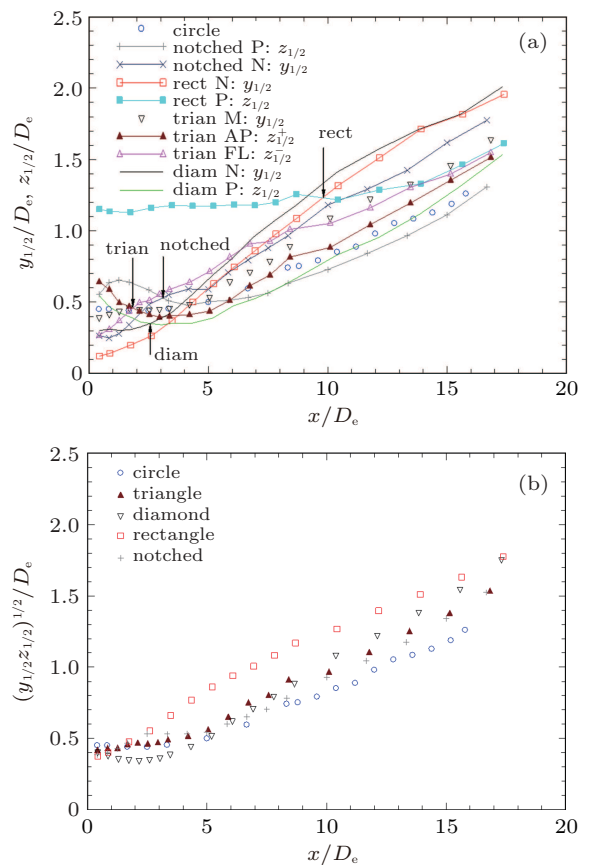 (a)
circle
notched P: z1/2
notched N: y1/2
rect N: y1/2
rect P: z1/2
trian M: y1/2
trian AP: z+1/2
trian FL: z−1/2
diam N: y1/2
diam P: z1/2
rect
trian
notched
diam
2.5
2.0
1.5
1.0
0.5
0
y1/2/De, z1/2/De
0 5 10 15 20
x/De
(b)
circle
triangle
diamond
rectangle
notched
2.5
2.0
1.5
1.0
0.5
0
(y1/2z1/2)1/2/De
0 5 10 15 20
x/De